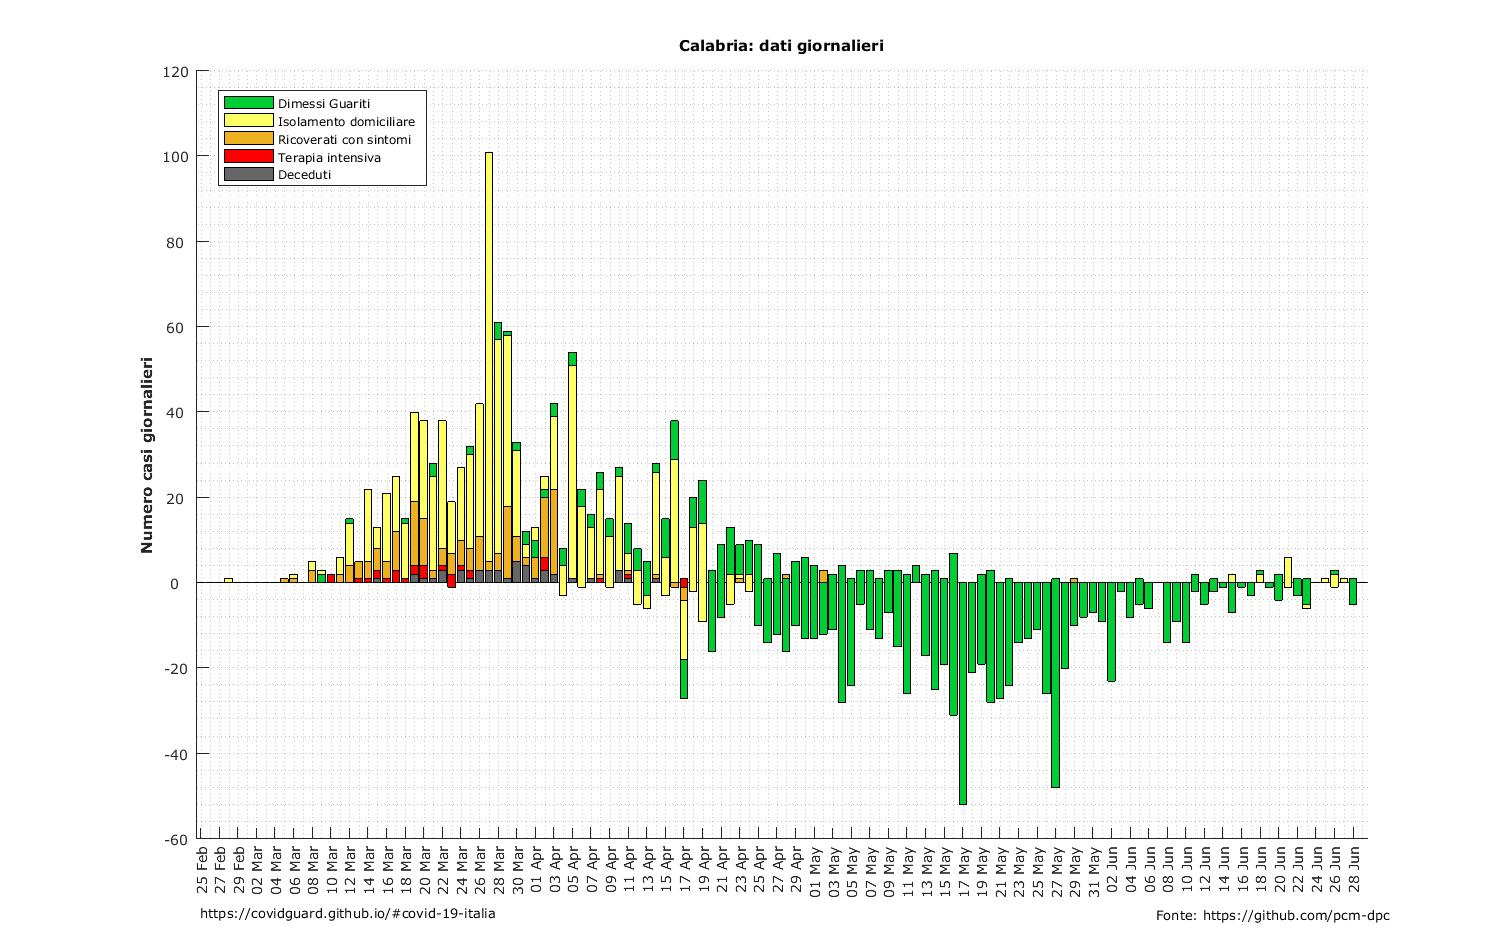 Calabria: dati giornalieri
120
100
80
60
40
20
0
-20
-40
-60
Numero casi giornalieri
Dimessi Guariti
Isolamento domiciliare
Ricoverati con sintomi
Terapia intensiva
Deceduti
25 Feb
27 Feb
29 Feb
02 Mar
04 Mar
06 Mar
08 Mar
10 Mar
12 Mar
14 Mar
16 Mar
18 Mar
20 Mar
22 Mar
24 Mar
26 Mar
28 Mar
30 Mar
01 Apr
03 Apr
05 Apr
07 Apr
09 Apr
11 Apr
13 Apr
15 Apr
17 Apr
19 Apr
21 Apr
23 Apr
25 Apr
27 Apr
29 Apr
01 May
03 May
05 May
07 May
09 May
11 May
13 May
15 May
17 May
19 May
21 May
23 May
25 May
27 May
29 May
31 May
02 Jun
04 Jun
06 Jun
08 Jun
10 Jun
12 Jun
14 Jun
16 Jun
18 Jun
20 Jun
22 Jun
24 Jun
26 Jun
28 Jun
https://covidguard.github.io/#covid-19-italia
Fonte: https://github.com/pcm-dpc